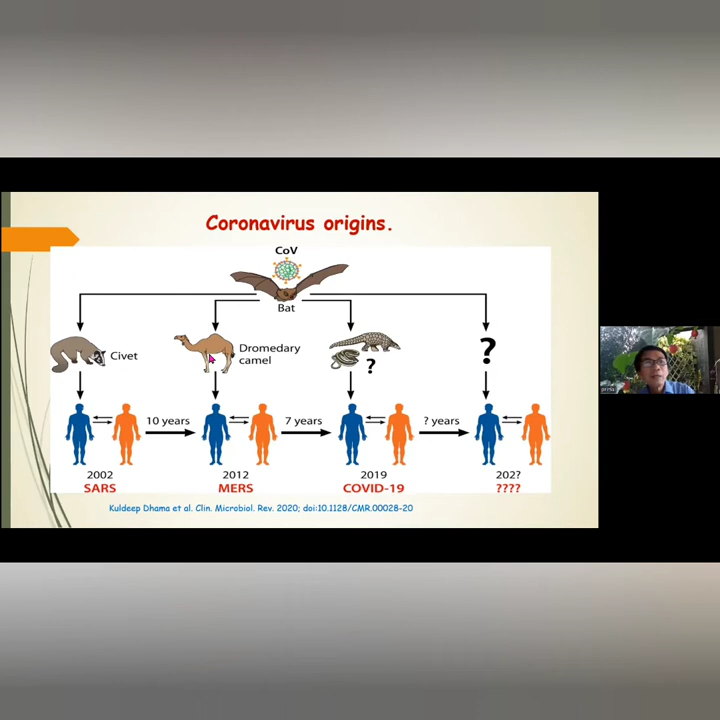 Coronavirus origins.
CoV
Bat
Civet
Dromedary
camel
?
?
10 years
7 years
? years
2002
SARS
2012
MERS
2019
COVID-19
202?
????
Kuldeep Dhama et al. Clin. Microbiol. Rev. 2020; doi:10.1128/CMR.00028-20